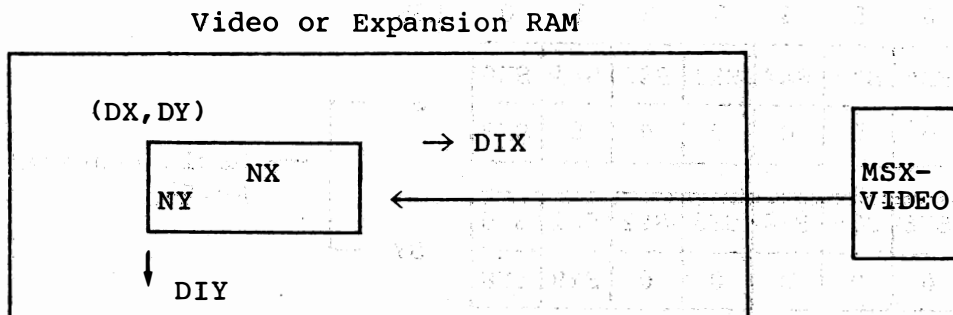 Video or Expansion RAM
(DX,DY)
→ DIX
NX
NY
MSX-
VIDEO
↓ DIY